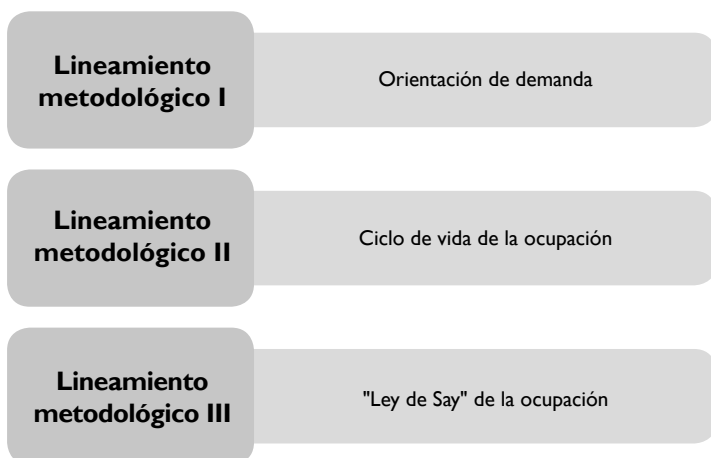 Lineamiento
metodológico I
Orientación de demanda
Lineamiento
metodológico II
Ciclo de vida de la ocupación
Lineamiento
metodológico III
"Ley de Say" de la ocupación